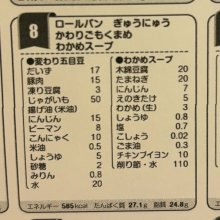 8
ロールパン ぎゅうにゅう
かわりごもくまめ
わかめスープ
●変わり五目豆
だいず 17
豚肉 15
凍り豆腐 3
じゃがいも 50
揚げ油(米油)
にんじん 15
ピーマン 8
こんにゃく 10
米油 0.5
しょうゆ 5
砂糖 2
みりん 0.8
水
●わかめスープ
木綿豆腐 20
たまねぎ 20
にんじん 5
えのきたけ 5
わかめ(生) 3
しょうゆ 0.8
塩 0.7
こしょう 0.02
ごま油 0.5
チキンブイヨン 10
削り節・水 110
エネルギー 585kcal たんぱく質 27.1g 脂質 24.8g